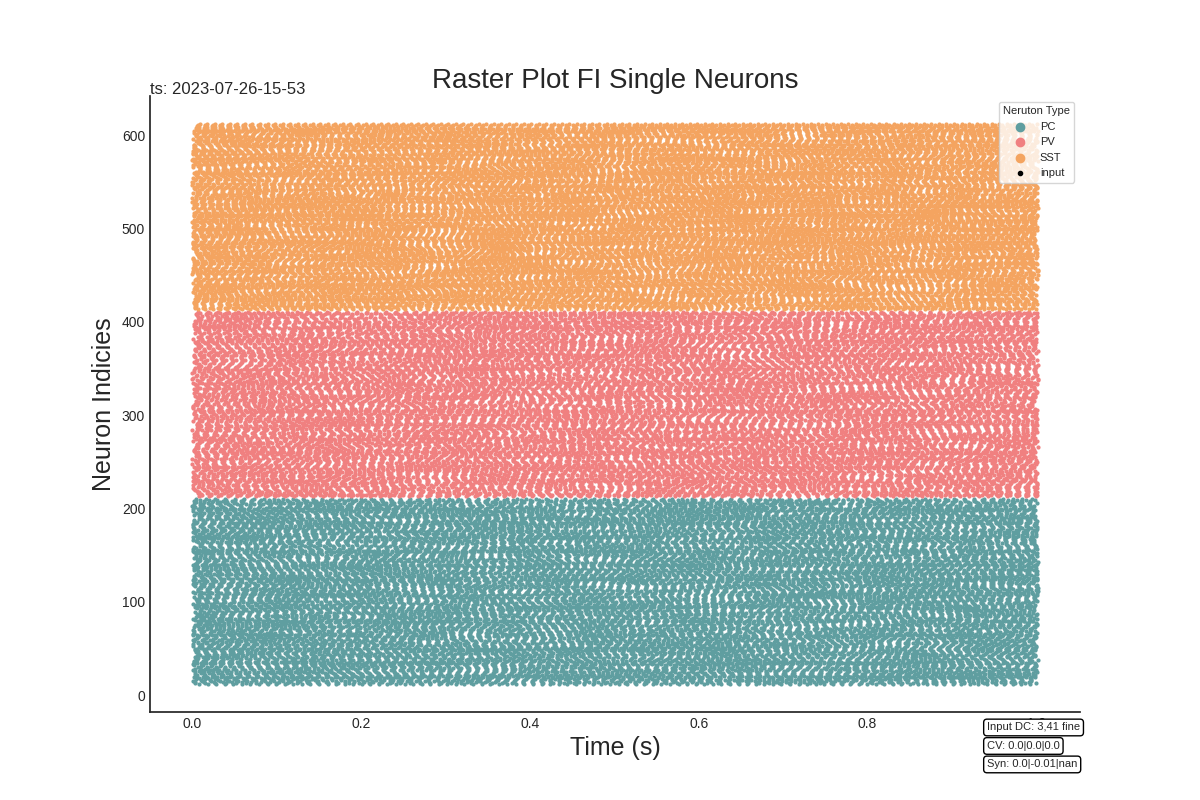 Raster Plot FI Single Neurons
ts: 2023-07-26-15-53
Neruton Type
PC
PV
SST
input
600
500
400
300
200
100
0
Neuron Indicies
0.0
0.2
0.4
0.6
0.8
Time (s)
Input DC: 3,41 fine
CV: 0.0|0.0|0.0
Syn: 0.0|-0.01|nan